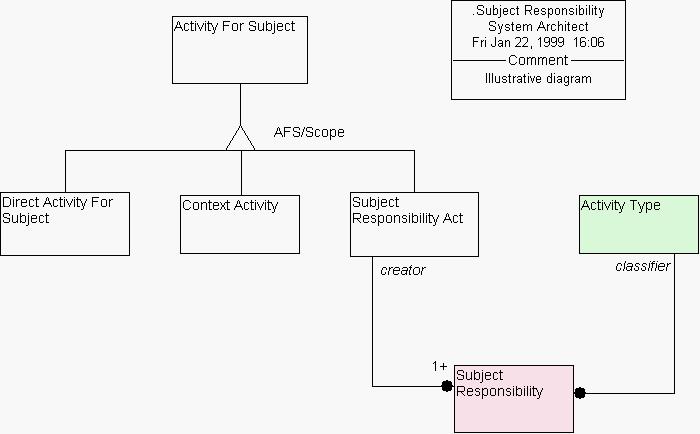 Activity For Subject
.Subject Responsibility
System Architect
Fri Jan 22, 1999 16:06
Comment
Illustrative diagram
AFS/Scope
Direct Activity For
Subject
Context Activity
Subject
Responsibility Act
Activity Type
creator
classifier
1+
Subject
Responsibility